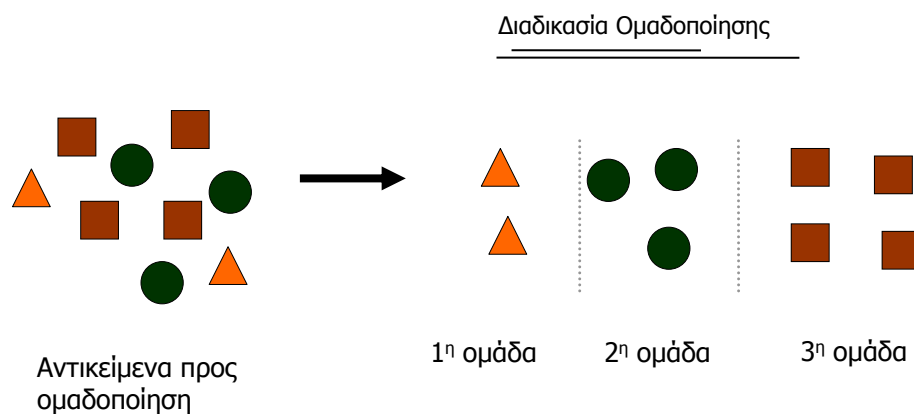 Διαδικασία Ομαδοποίησης
1η ομάδα
2η ομάδα
3η ομάδα
Αντικείμενα προς
ομαδοποίηση